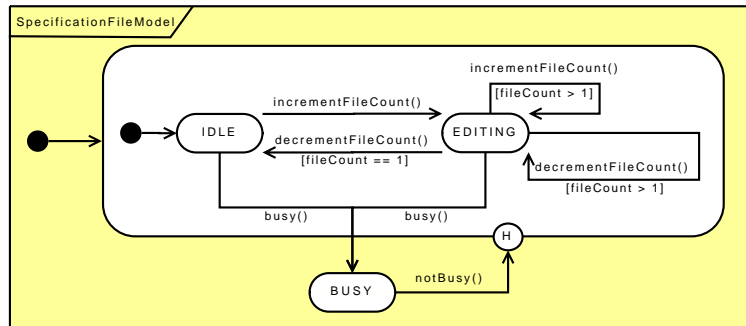 SpecificationFileModel
incrementFileCount()
[fileCount > 1]
incrementFileCount()
IDLE
EDITING
decrementFileCount()
[fileCount == 1]
decrementFileCount()
[fileCount > 1]
busy()
busy()
H
notBusy()
BUSY